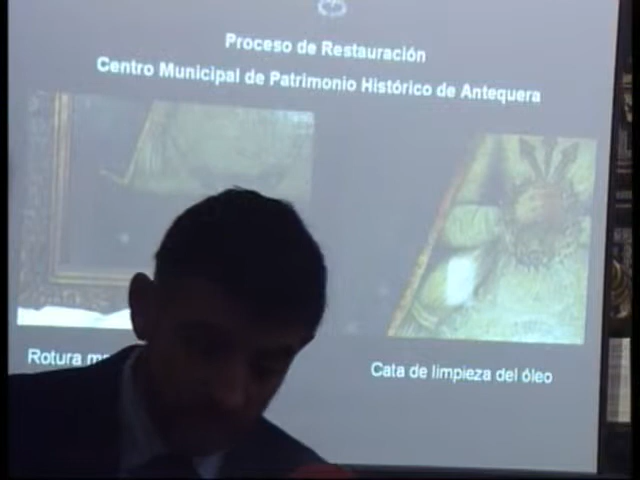 Proceso de Restauración
Centro Municipal de Patrimonio Histórico de Antequera
Rotura
Cata de limpieza del óleo